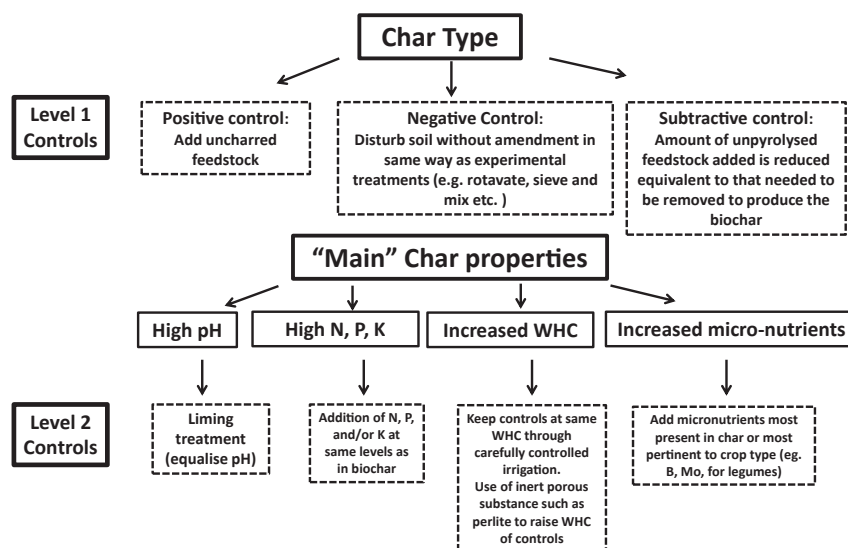 Char Type
Level 1
Controls
Positive control:
Add uncharred
feedstock
Negative Control:
Disturb soil without amendment in
same way as experimental
treatments (e.g. rotavate, sieve and
mix etc. )
Subtractive control:
Amount of unpyrolysed
feedstock added is reduced
equivalent to that needed to
be removed to produce the
biochar
“Main” Char properties
High pH
High N, P, K
Increased WHC
Increased micro-nutrients
Level 2
Controls
Liming
treatment
(equalise pH)
Addition of N, P,
and/or K at
same levels as
in biochar
Keep controls at same
WHC through
carefully controlled
irrigation.
Use of inert porous
substance such as
perlite to raise WHC
of controls
Add micronutrients most
present in char or most
pertinent to crop type (eg.
B, Mo, for legumes)